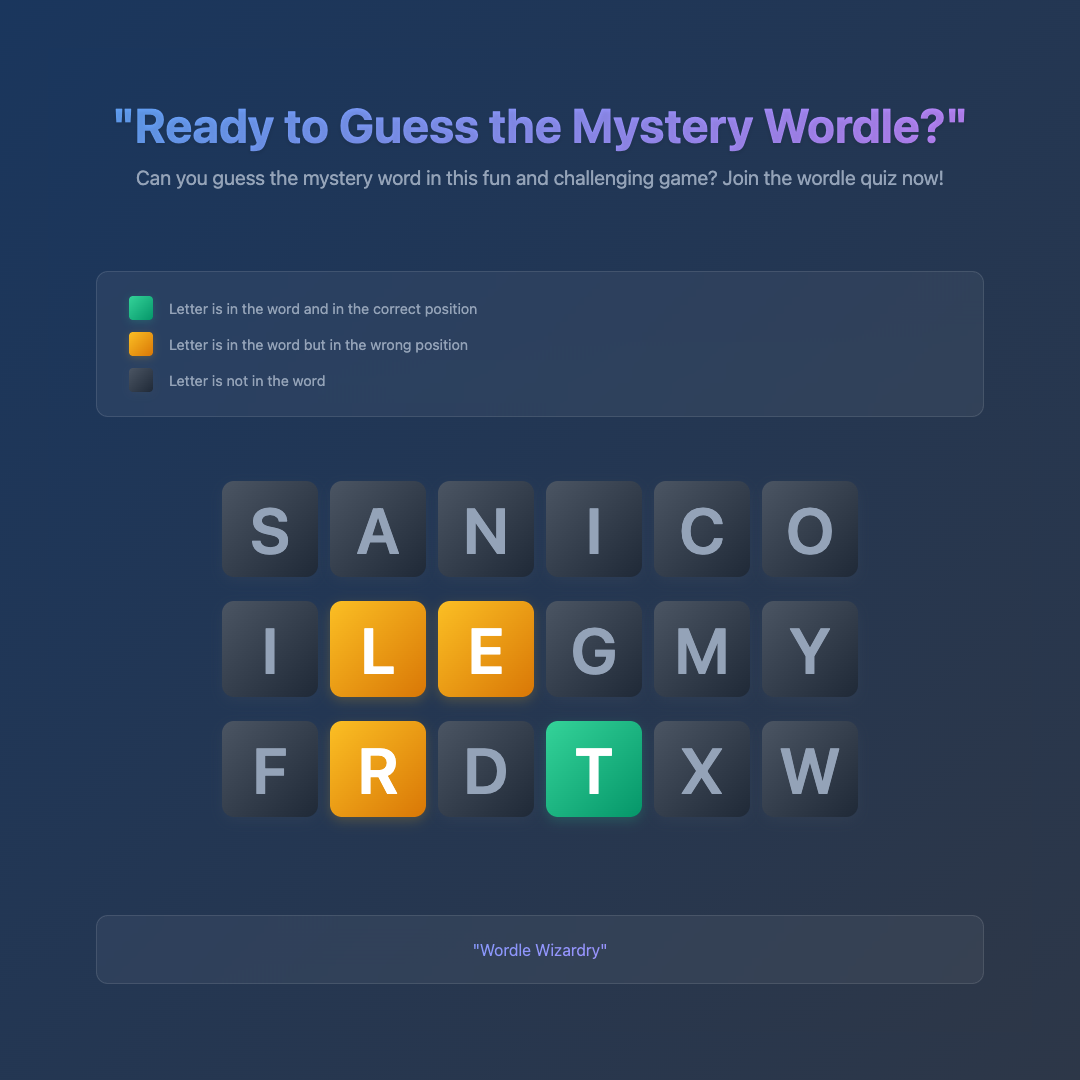 "Ready to Guess the Mystery Wordle?"
Can you guess the mystery word in this fun and challenging game? Join the wordle quiz now!
Letter is in the word and in the correct position
Letter is in the word but in the wrong position
Letter is not in the word
S A N I C O
I L E G M Y
F R D T X W
"Wordle Wizardry"